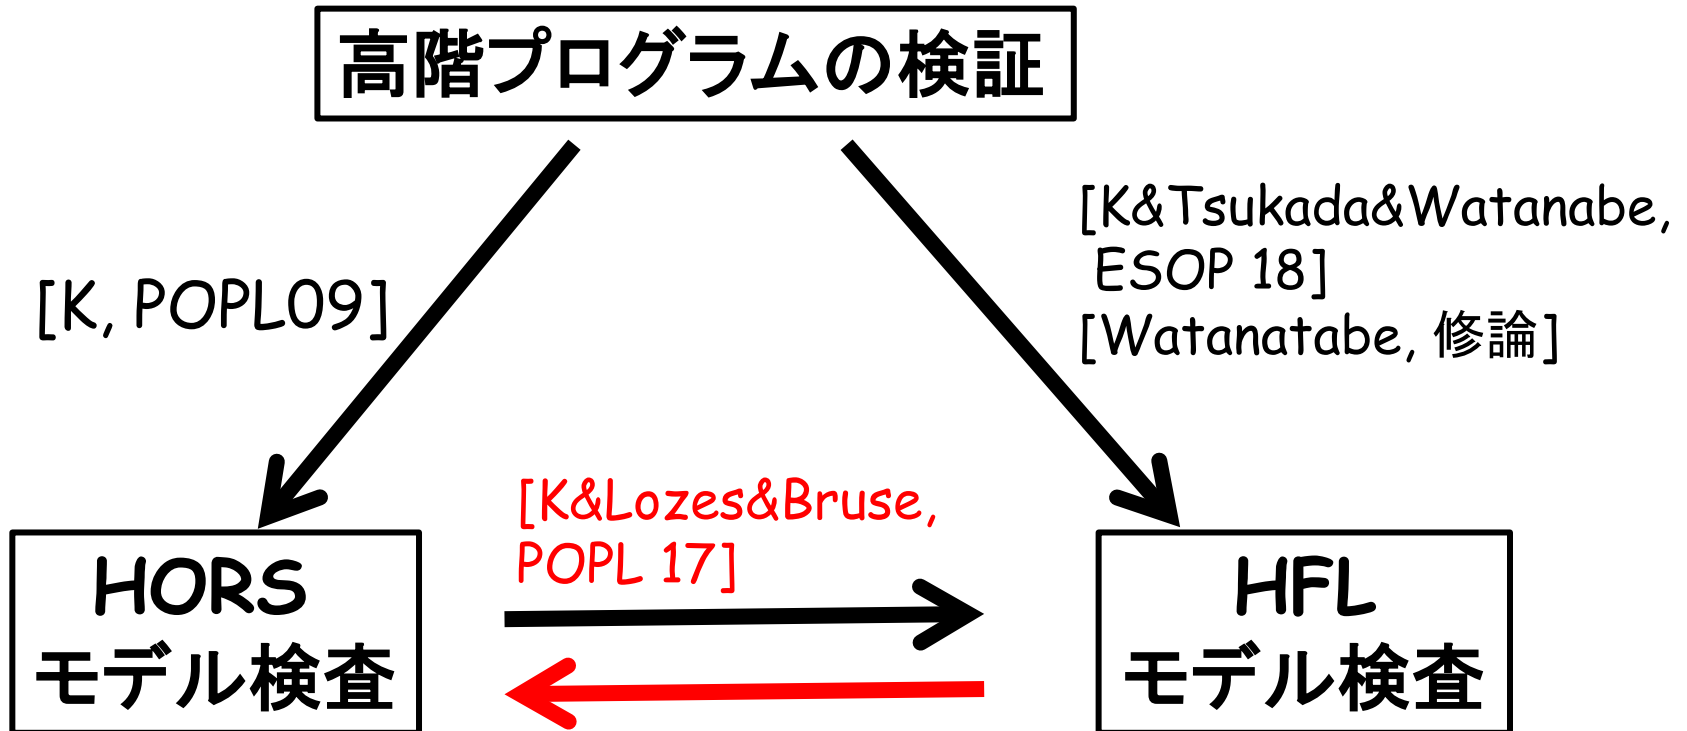 高階プログラムの検証
[K, POPL09]
[K&Tsukada&Watanabe,
ESOP 18]
[Watanatabe, 修論]
[K&Lozes&Bruse,
POPL 17]
HORS
モデル検査
HFL
モデル検査